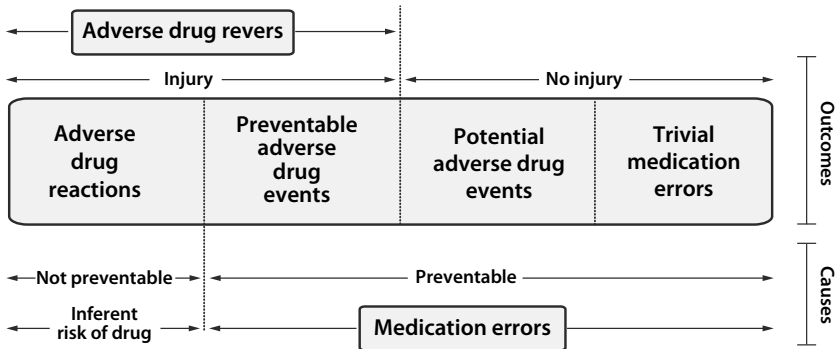 Adverse drug revers
Injury
No injury
Adverse
drug
reactions
Preventable
adverse
drug
events
Potential
adverse drug
events
Trivial
medication
errors
Outcomes
Not preventable
Preventable
Inferent
risk of drug
Medication errors
Causes